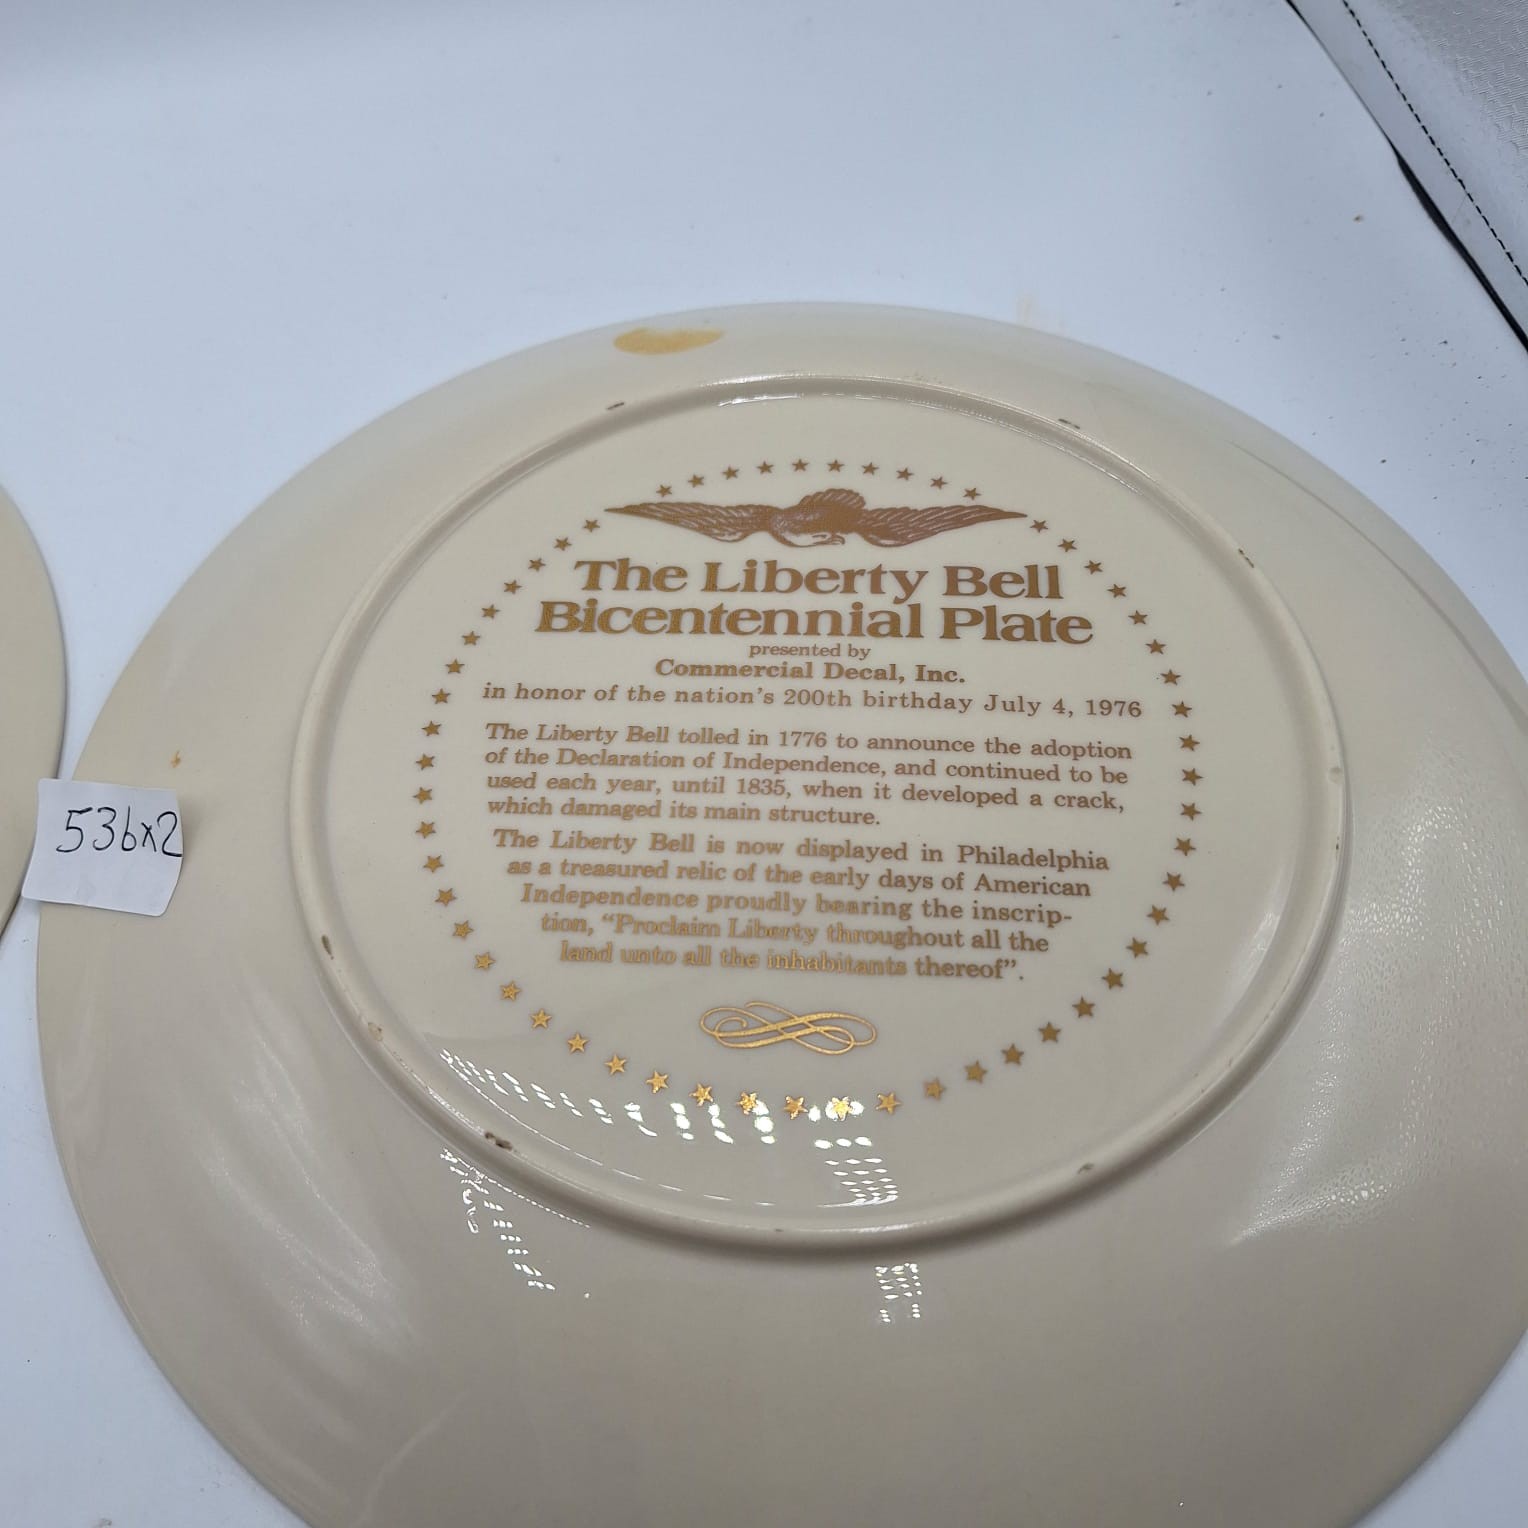 The Liberty Bell
Bicentennial Plate
presented by
Commercial Decal, Inc.
in honor of the nation's 200th birthday July 4, 1976
The Liberty Bell tolled in 1776 to announce the adoption
of the Declaration of Independence, and continued to be
used each year, until 1835, when it developed a crack,
which damaged its main structure.
The Liberty Bell is now displayed in Philadelphia
as a treasured relic of the early days of American
Independence proudly bearing the inscrip-
tion, “Proclaim Liberty throughout all the
land unto all the inhabitants thereof”.
536x2